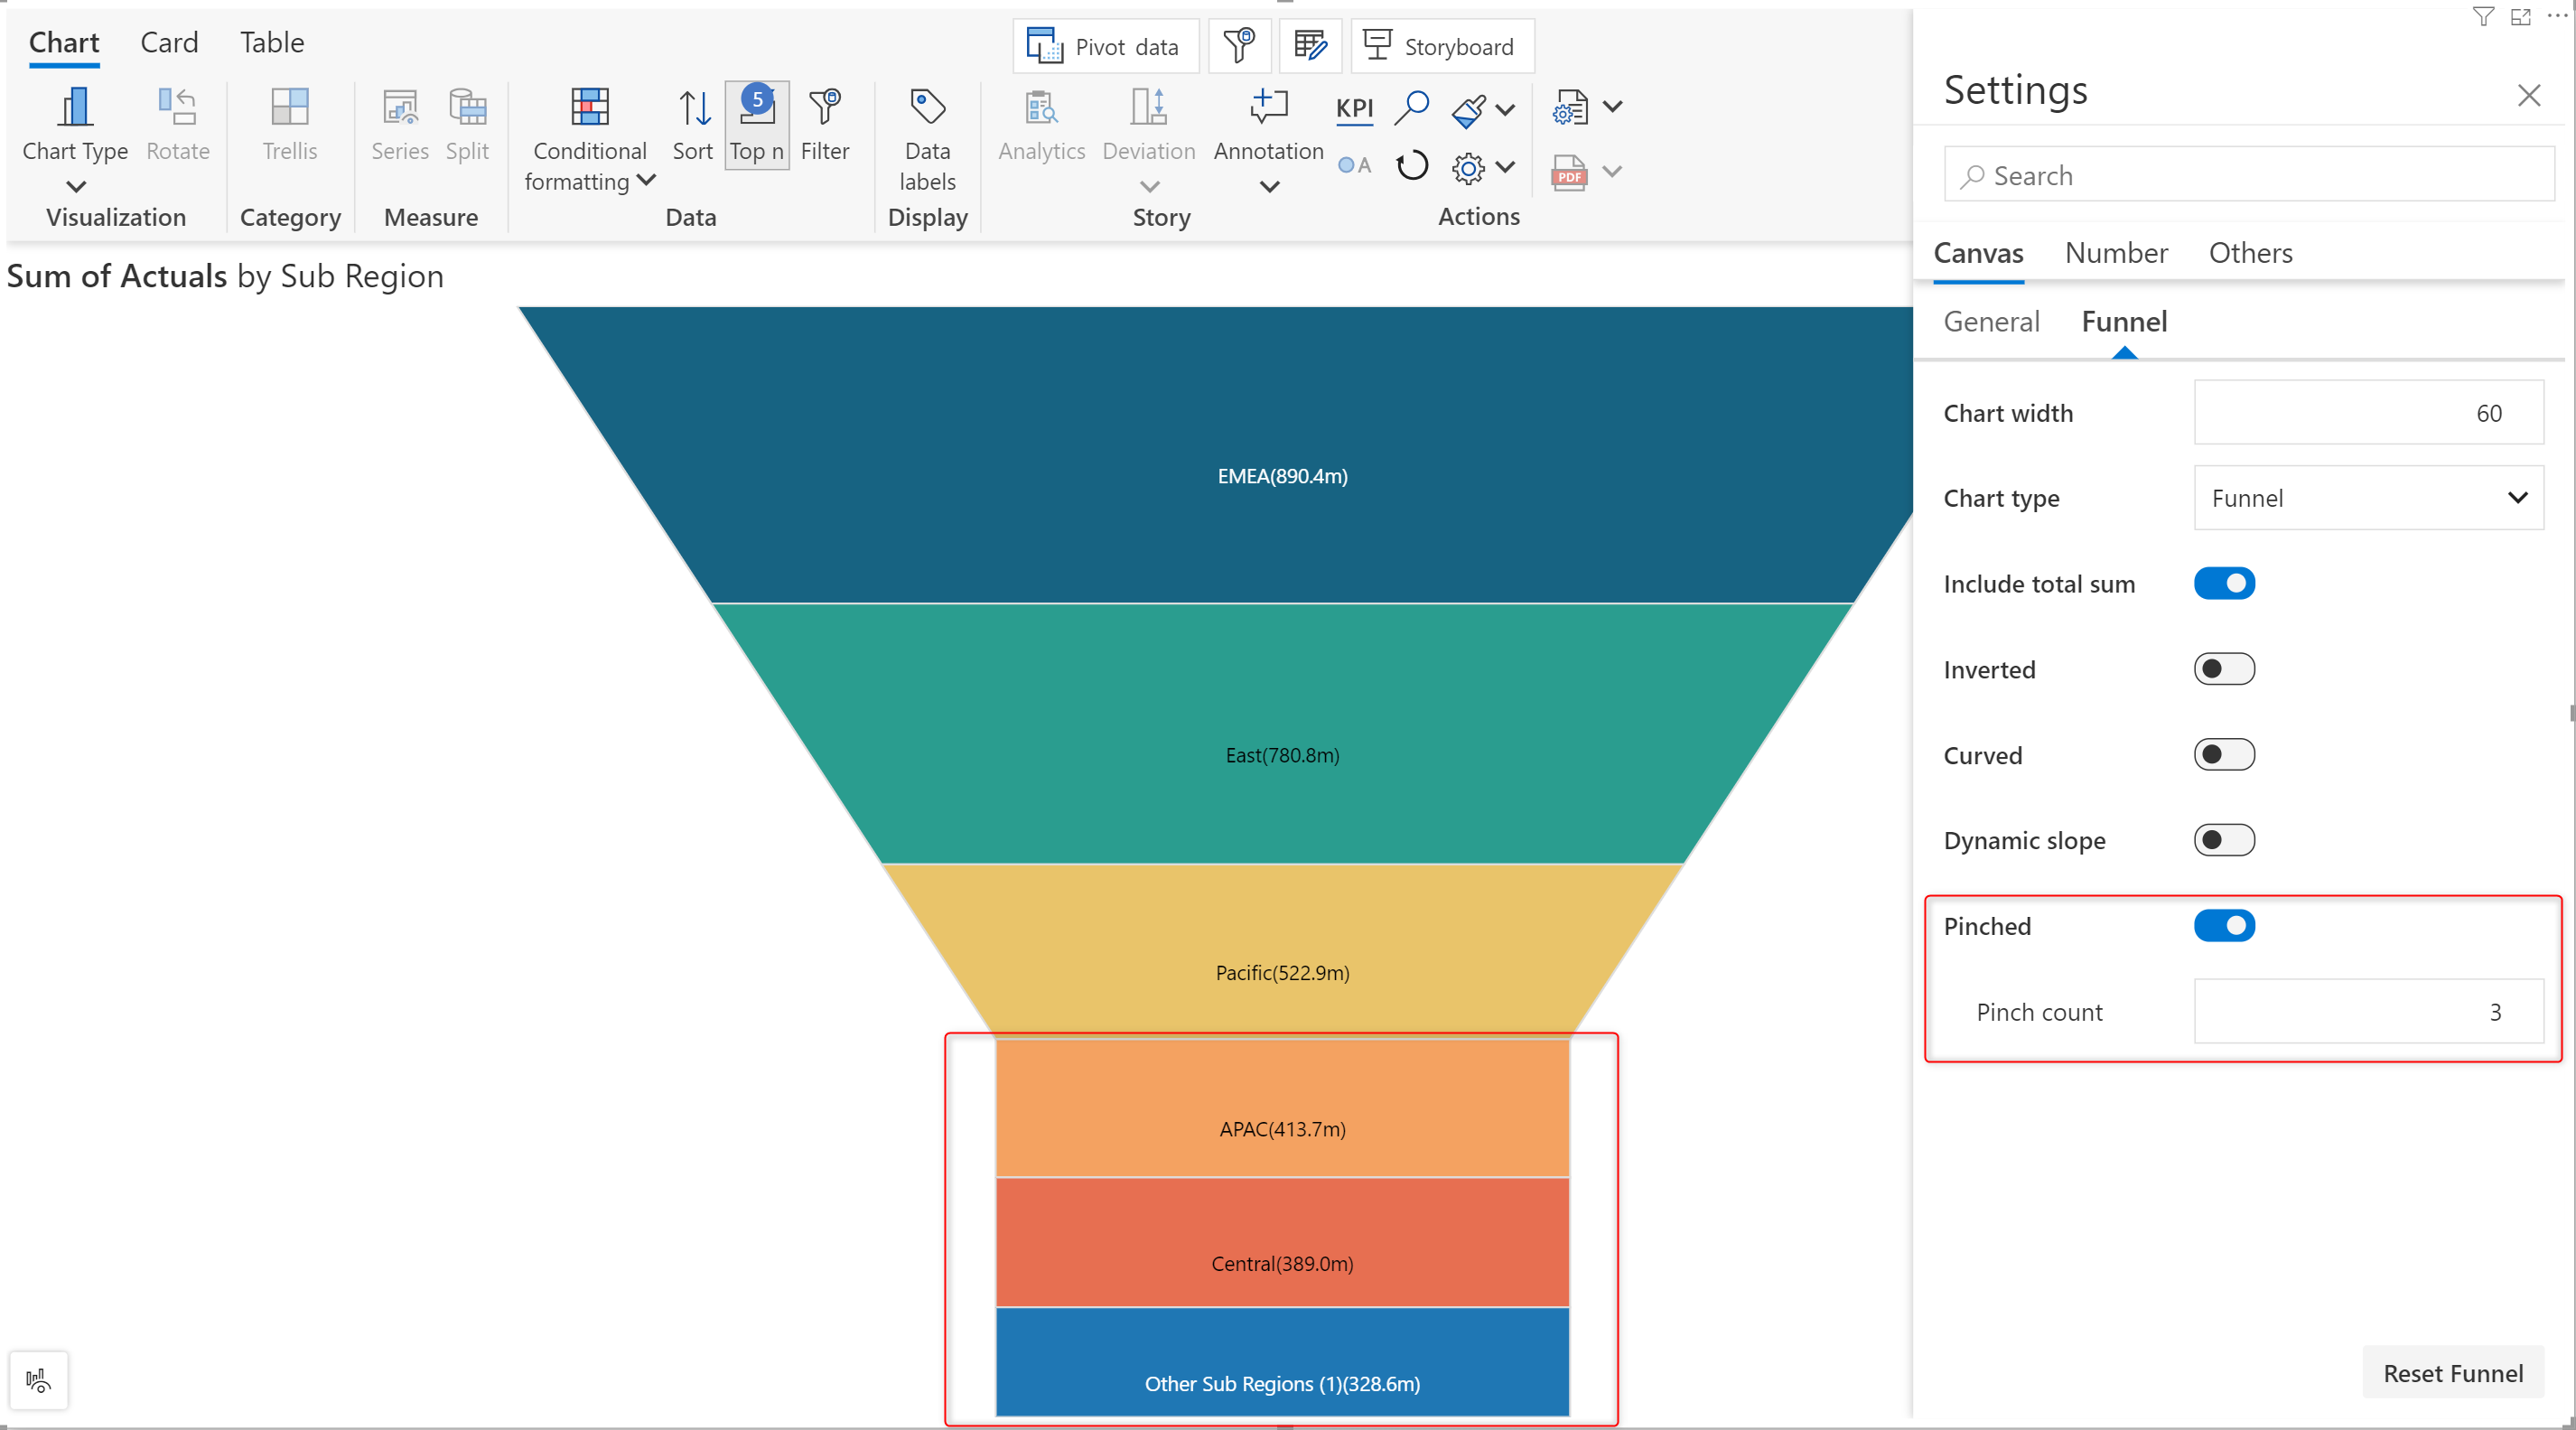 Chart Card Table
Pivot data
Storyboard
5
Chart Type
Rotate
Trellis
Series
Split
Conditional
formatting
Sort
Top n
Filter
Data
labels
Analytics
Deviation
Annotation
KPI
A
PDF
Visualization
Category
Measure
Data
Display
Story
Actions
Sum of Actuals by Sub Region
EMEA(890.4m)
East(780.8m)
Pacific(522.9m)
APAC(413.7m)
Central(389.0m)
Other Sub Regions (1)(328.6m)
Settings
Search
Canvas Number Others
General Funnel
Chart width 60
Chart type Funnel
Include total sum
Inverted
Curved
Dynamic slope
Pinched
Pinch count 3
Reset Funnel